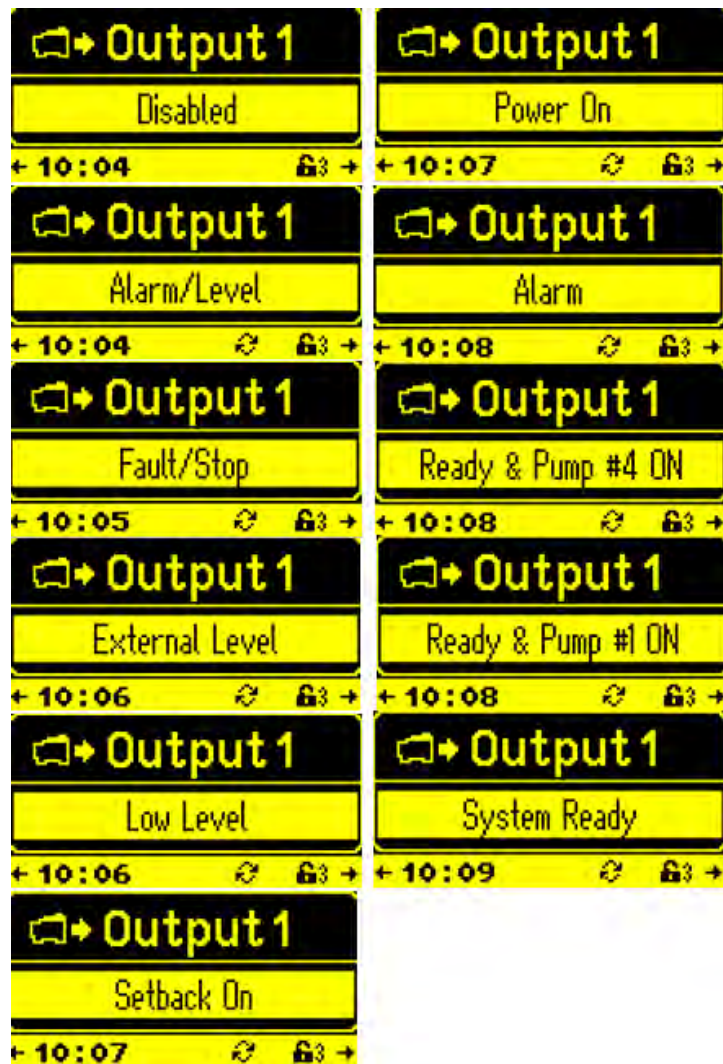 Output 1
Disabled
10:04 3
Output 1
Alarm/Level
10:04 3
Output 1
Fault/Stop
10:05 3
Output 1
External Level
10:06 3
Output 1
Low Level
10:06 3
Output 1
Setback On
10:07 3
Output 1
Power On
10:07 3
Output 1
Alarm
10:08 3
Output 1
Ready & Pump #4 ON
10:08 3
Output 1
Ready & Pump #1 ON
10:08 3
Output 1
System Ready
10:09 3